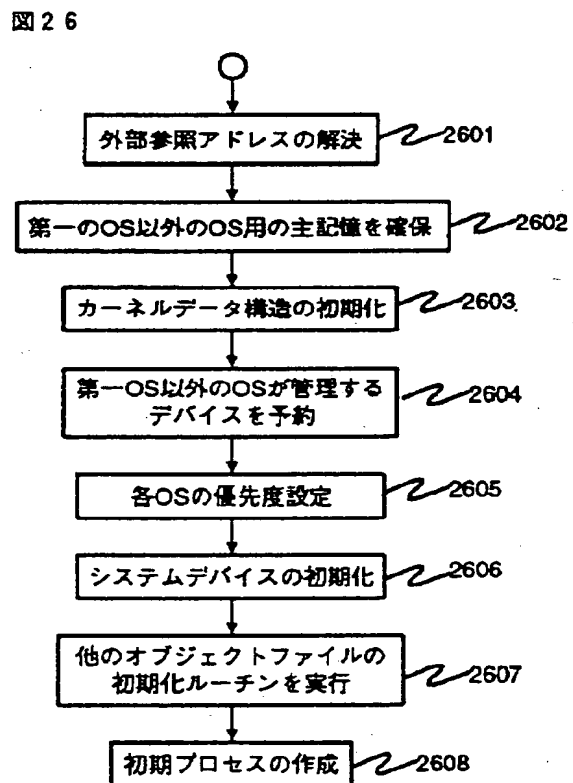 図26
外部参照アドレスの解決 2601
第一のOS以外のOS用の主記憶を確保 2602
カーネルデータ構造の初期化 2603
第一OS以外のOSが管理する
デバイスを予約 2604
各OSの優先度設定 2605
システムデバイスの初期化 2606
他のオブジェクトファイルの
初期化ルーチンを実行 2607
初期プロセスの作成 2608